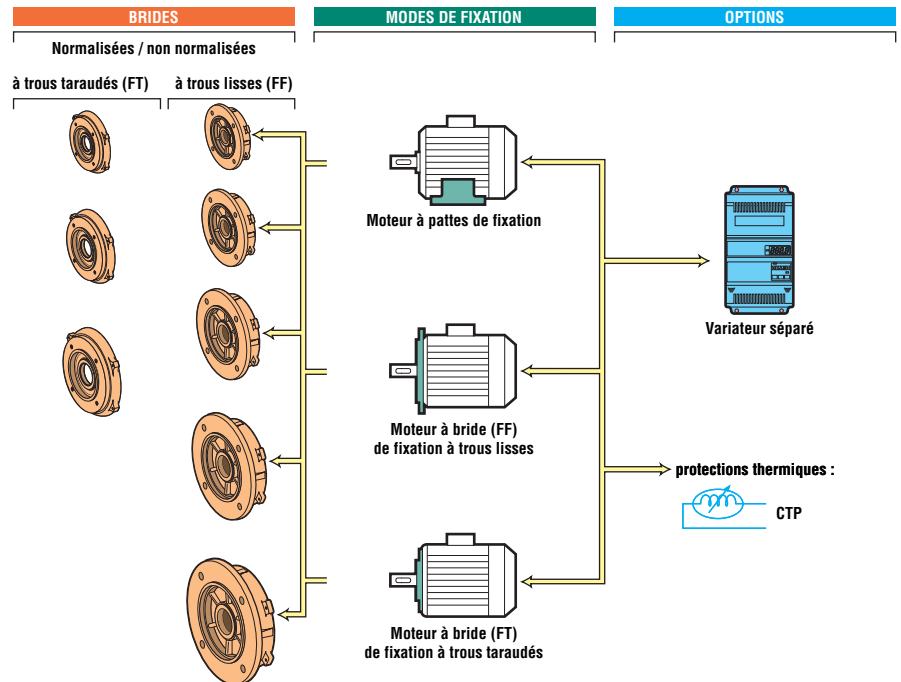 BRIDES
MODES DE FIXATION
OPTIONS
Normalisées / non normalisées
à trous taraudés (FT)
à trous lisses (FF)
Moteur à pattes de fixation
Variateur séparé
Moteur à bride (FF)
de fixation à trous lisses
protections thermiques :
CTP
Moteur à bride (FT)
de fixation à trous taraudés